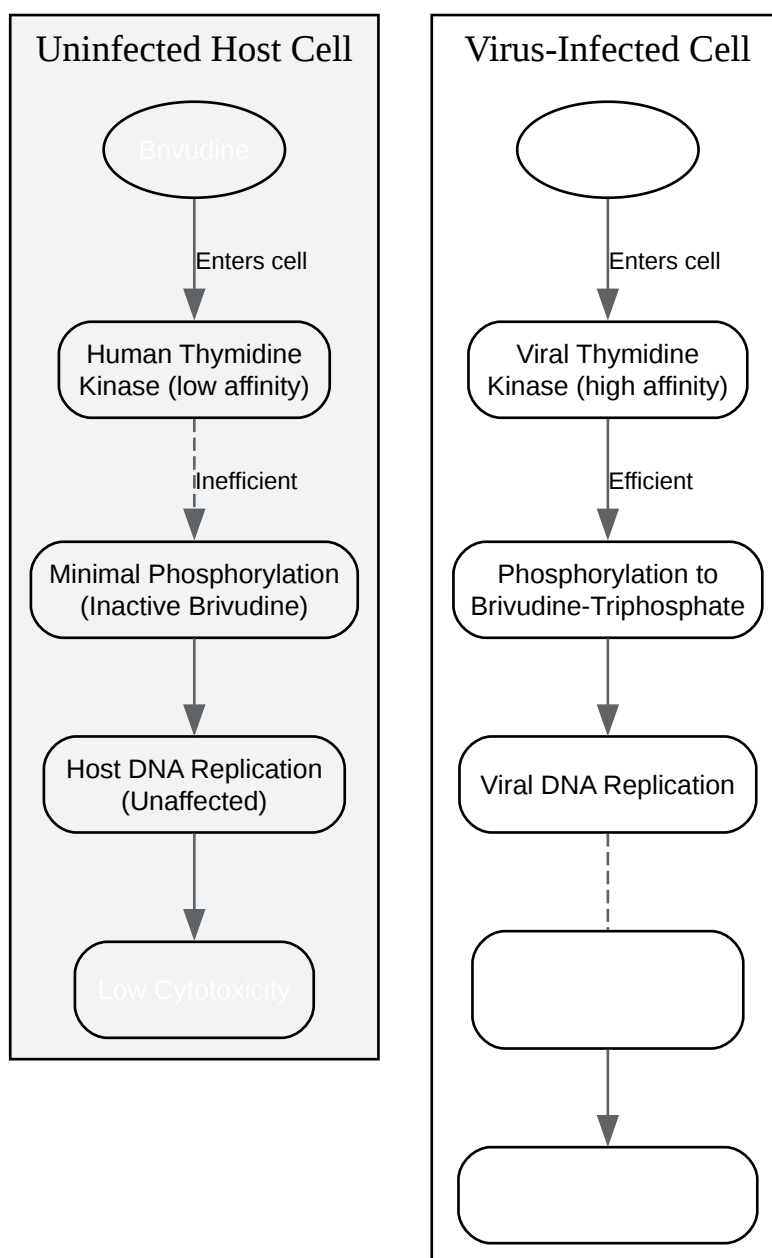 Uninfected Host Cell
Brivudine
Enters cell
Human Thymidine
Kinase (low affinity)
Inefficient
Minimal Phosphorylation
(Inactive Brivudine)
Host DNA Replication
(Unaffected)
Low Cytotoxicity
Virus-Infected Cell
Enters cell
Viral Thymidine
Kinase (high affinity)
Efficient
Phosphorylation to
Brivudine-Triphosphate
Viral DNA Replication